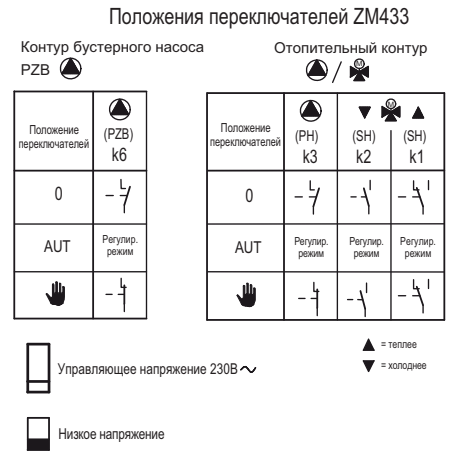 Положения переключателей ZM433
Контур бустерного насоса
PZB
Отопительный контур
/ M
Положение
переключателей
(PZB)
k6
0
L
AUT
Регулир.
режим
L
Положение
переключателей
(PH)
k3
M
(SH)
k2
(SH)
k1
0
L
L
AUT
Регулир.
режим
Регулир.
режим
Регулир.
режим
L
L
Управляющее напряжение 230В ~
Низкое напряжение
▲ = теплее
▼ = холоднее